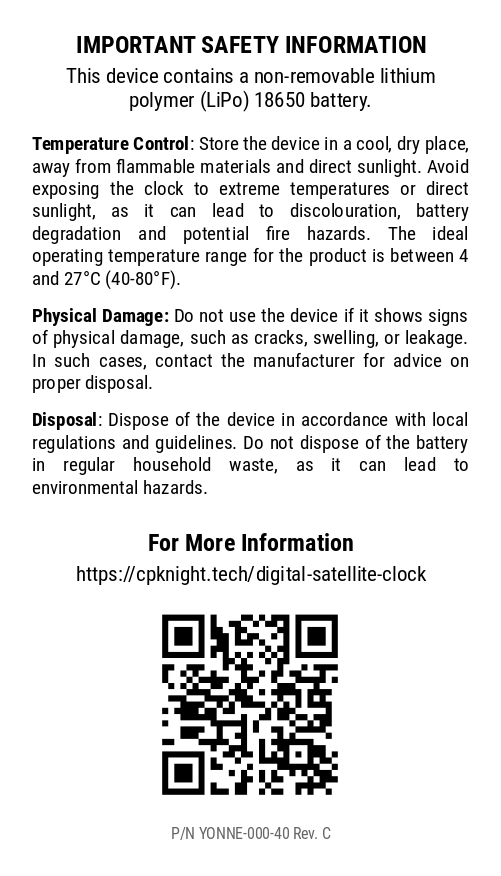 IMPORTANT SAFETY INFORMATION
This device contains a non-removable lithium
polymer (LiPo) 18650 battery.
Temperature Control: Store the device in a cool, dry place,
away from flammable materials and direct sunlight. Avoid
exposing the clock to extreme temperatures or direct
sunlight, as it can lead to discolouration, battery
degradation and potential fire hazards. The ideal
operating temperature range for the product is between 4
and 27°C (40-80°F).
Physical Damage: Do not use the device if it shows signs
of physical damage, such as cracks, swelling, or leakage.
In such cases, contact the manufacturer for advice on
proper disposal.
Disposal: Dispose of the device in accordance with local
regulations and guidelines. Do not dispose of the battery
in regular household waste, as it can lead to
environmental hazards.
For More Information
https://cpknight.tech/digital-satellite-clock
P/N YONNE-000-40 Rev. C